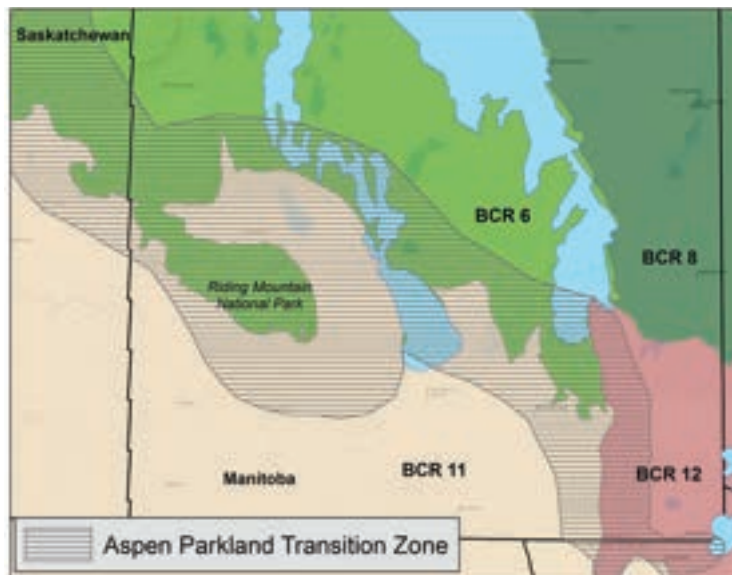 Saskatchewan
BCR 6
BCR 8
Riding Mountain
National Park
Manitoba
BCR 11
BCR 12
Aspen Parkland Transition Zone